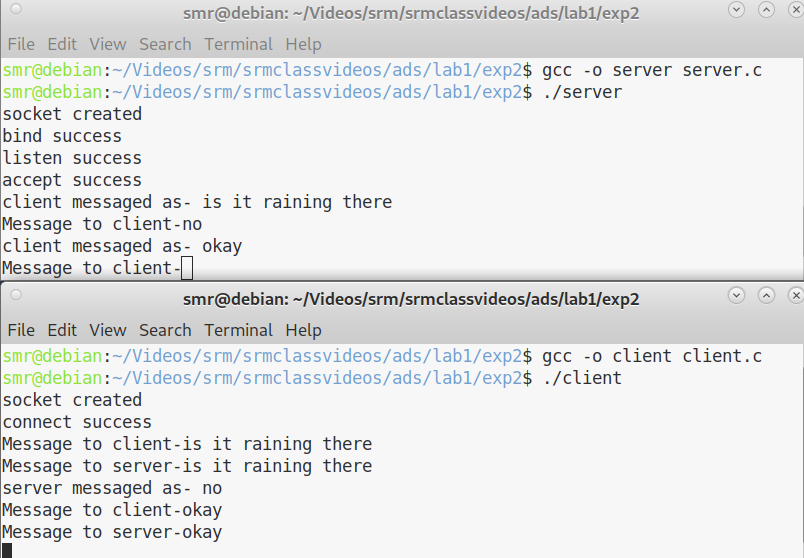 smr@debian: ~/Videos/srm/srmclassvideos/ads/lab1/exp2
File Edit View Search Terminal Help
smr@debian:~/Videos/srm/srmclassvideos/ads/lab1/exp2$ gcc -o server server.c
smr@debian:~/Videos/srm/srmclassvideos/ads/lab1/exp2$ ./server
socket created
bind success
listen success
accept success
client messaged as- is it raining there
Message to client-no
client messaged as- okay
Message to client-
smr@debian: ~/Videos/srm/srmclassvideos/ads/lab1/exp2
File Edit View Search Terminal Help
smr@debian:~/Videos/srm/srmclassvideos/ads/lab1/exp2$ gcc -o client client.c
smr@debian:~/Videos/srm/srmclassvideos/ads/lab1/exp2$ ./client
socket created
connect success
Message to client-is it raining there
Message to server-is it raining there
server messaged as- no
Message to client-okay
Message to server-okay